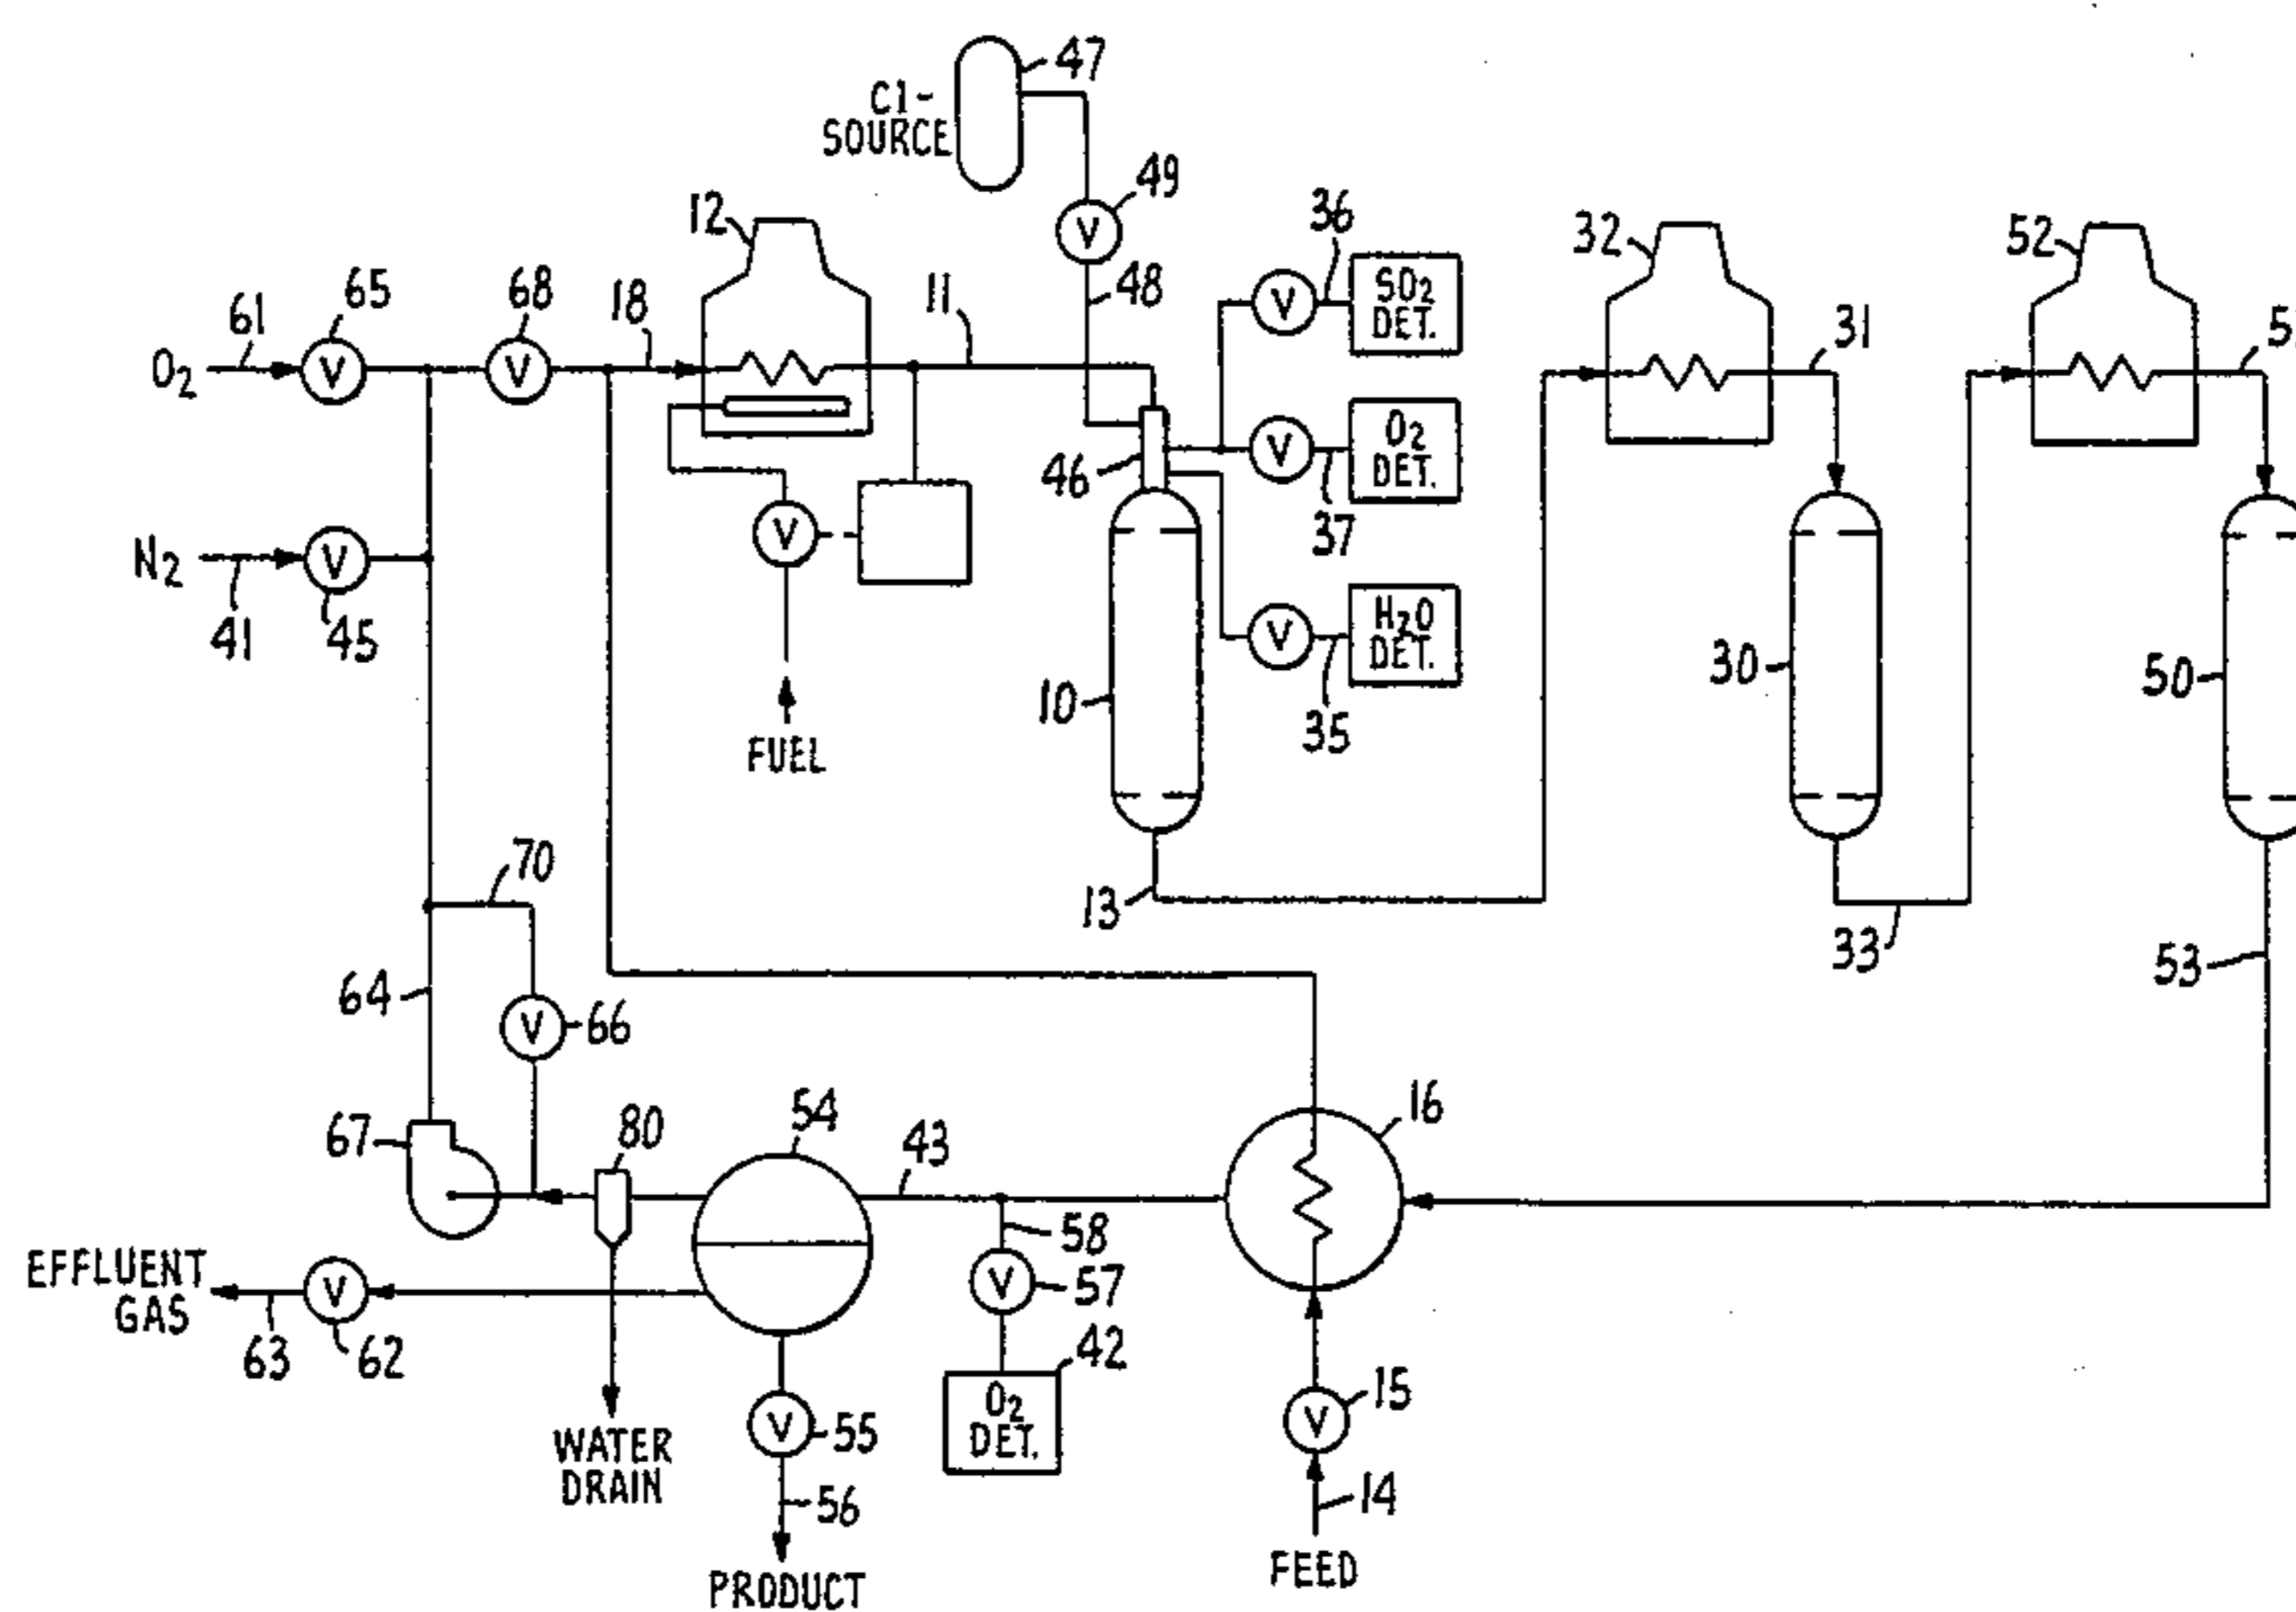 47
C1-
SOURCE
49
V
12
36
SO2
DET.
32
52
65
68
18
11
48
V
61
O2
V
V
31
5
O2
DET.
V
46
37
N2
V
V
41
45
H2O
DET.
V
30
50
10
35
FUEL
70
13
33
64
V
66
53
67
80
54
43
16
58
EFFLUENT
GAS
V
V
57
63
62
42
O2
DET.
15
V
WATER
DRAIN
V
55
14
56
FEED
PRODUCT